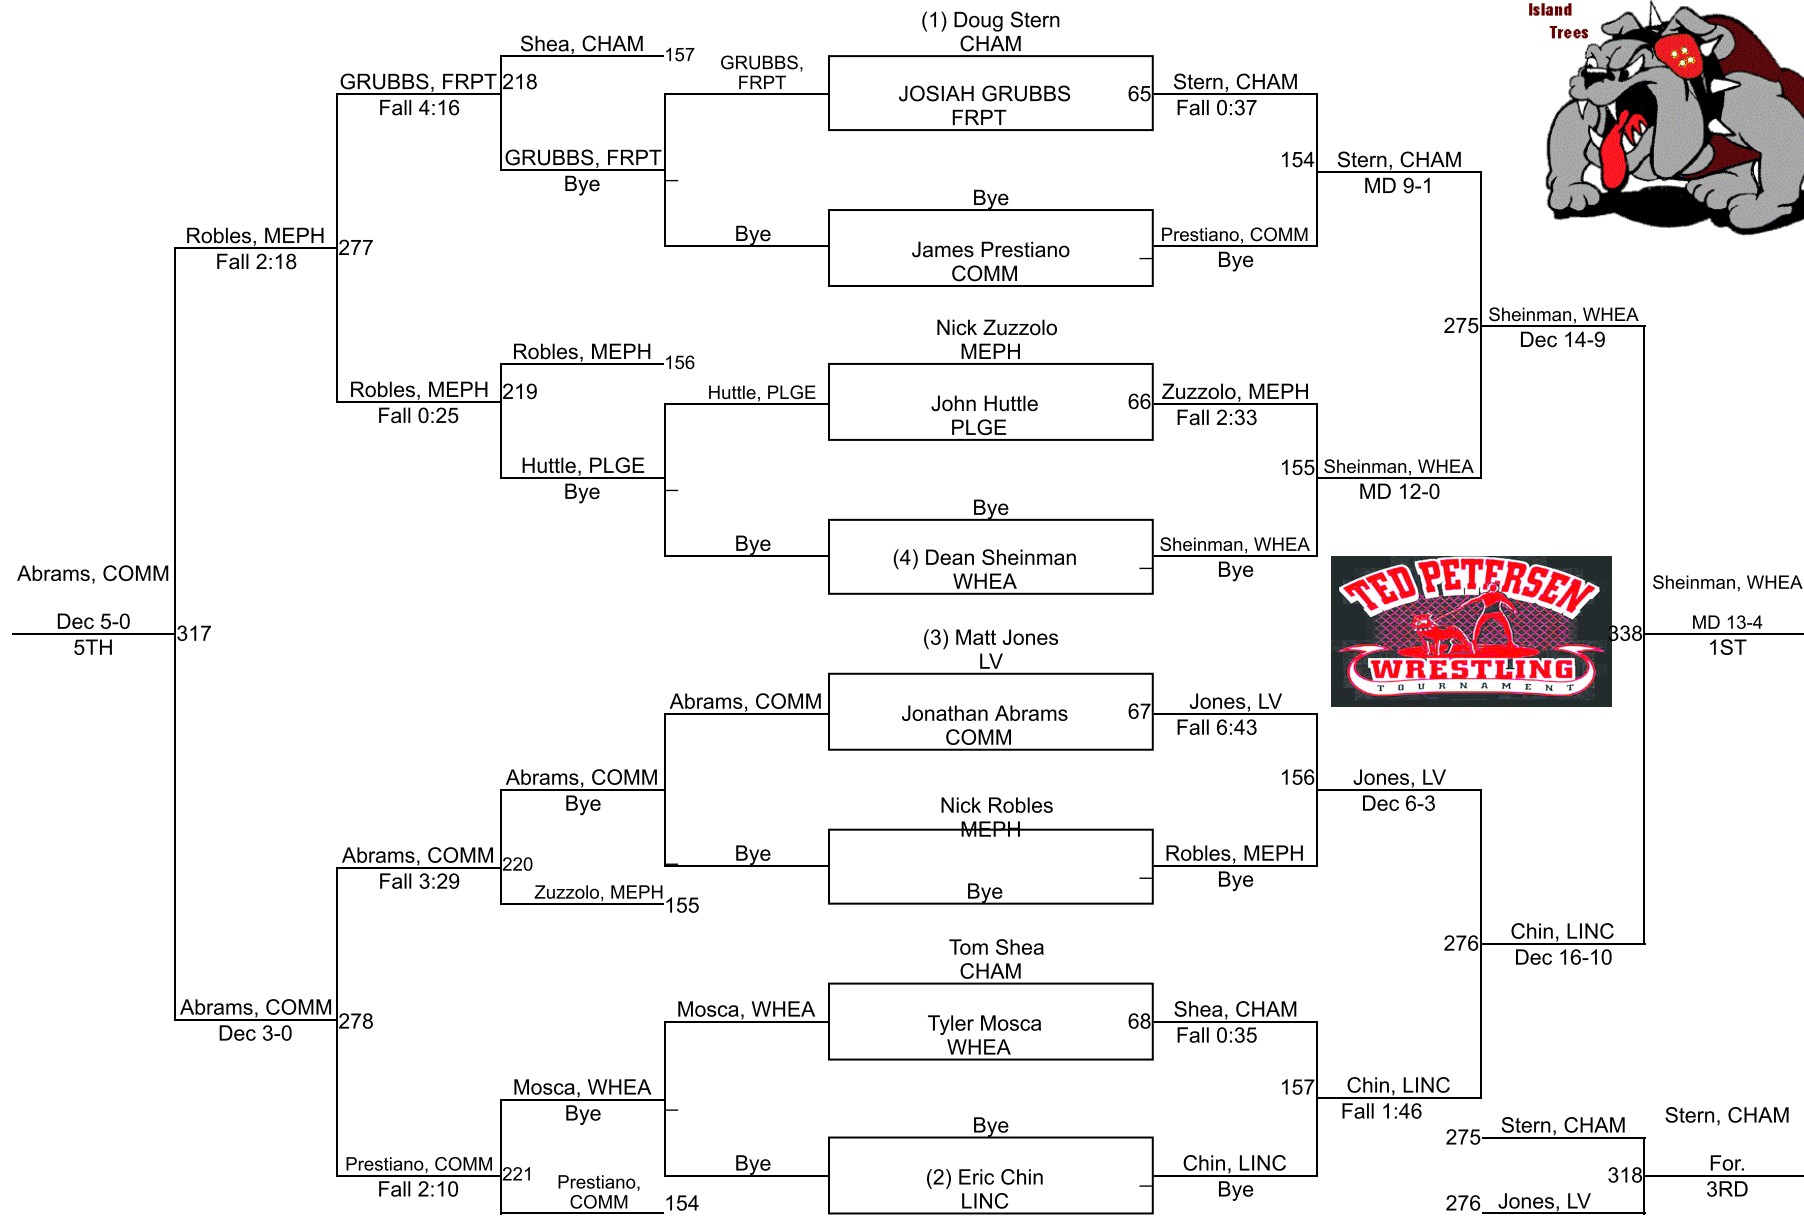 (1) Doug Stern
CHAM
JOSIAH GRUBBS
FRPT
65
Bye
James Prestiano
COMM
Nick Zuzzolo
MEPH
John Huttle
PLGE
66
Bye
(4) Dean Sheinman
WHEA
(3) Matt Jones
LV
Jonathan Abrams
COMM
67
Nick Robles
MEPH
Bye
Tom Shea
CHAM
Tyler Mosca
WHEA
68
Bye
(2) Eric Chin
LINC
Stern, CHAM
Fall 0:37
Prestiano, COMM
Bye
Zuzzolo, MEPH
Fall 2:33
Sheinman, WHEA
Bye
Jones, LV
Fall 6:43
Robles, MEPH
Bye
Shea, CHAM
Fall 0:35
Chin, LINC
Bye
154
Stern, CHAM
MD 9-1
155
Sheinman, WHEA
MD 12-0
156
Jones, LV
Dec 6-3
157
Chin, LINC
Fall 1:46
275
Sheinman, WHEA
Dec 14-9
276
Chin, LINC
Dec 16-10
338
Sheinman, WHEA
MD 13-4
1ST
275
Stern, CHAM
276
Jones, LV
318
Stern, CHAM
For.
3RD
GRUBBS,
FRPT
Bye
Huttle, PLGE
Bye
Abrams, COMM
Bye
Mosca, WHEA
Bye
Shea, CHAM
157
GRUBBS, FRPT
Bye
Robles, MEPH
156
Huttle, PLGE
Bye
Abrams, COMM
Bye
Zuzzolo, MEPH
155
Mosca, WHEA
Bye
Prestiano,
COMM
154
GRUBBS, FRPT
218
Fall 4:16
Robles, MEPH
219
Fall 0:25
Abrams, COMM
220
Fall 3:29
Prestiano, COMM
221
Fall 2:10
Robles, MEPH
277
Fall 2:18
Abrams, COMM
278
Dec 3-0
Abrams, COMM
317
Dec 5-0
5TH
Island
Trees
TED PETERSEN
WRESTLING
TOURNAMENT